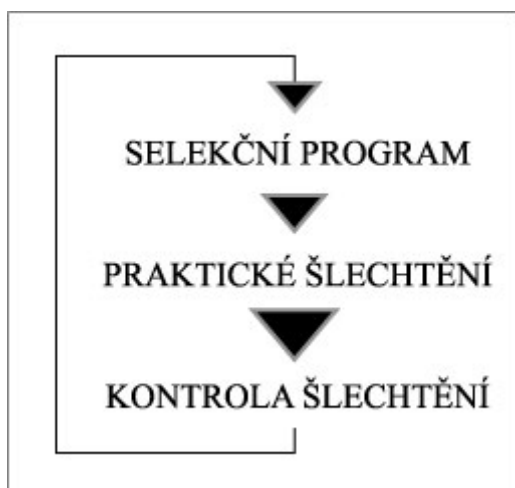 SELEKČNÍ PROGRAM
PRAKTICKÉ ŠLECHTĚNÍ
KONTROLA ŠLECHTĚNÍ